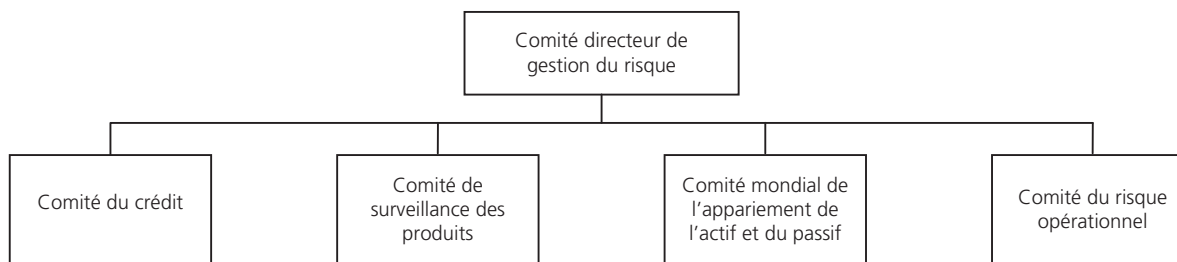 Comité directeur de
gestion du risque
Comité du crédit
Comité de
surveillance des
produits
Comité mondial de
l’appariement de
l’actif et du passif
Comité du risque
opérationnel